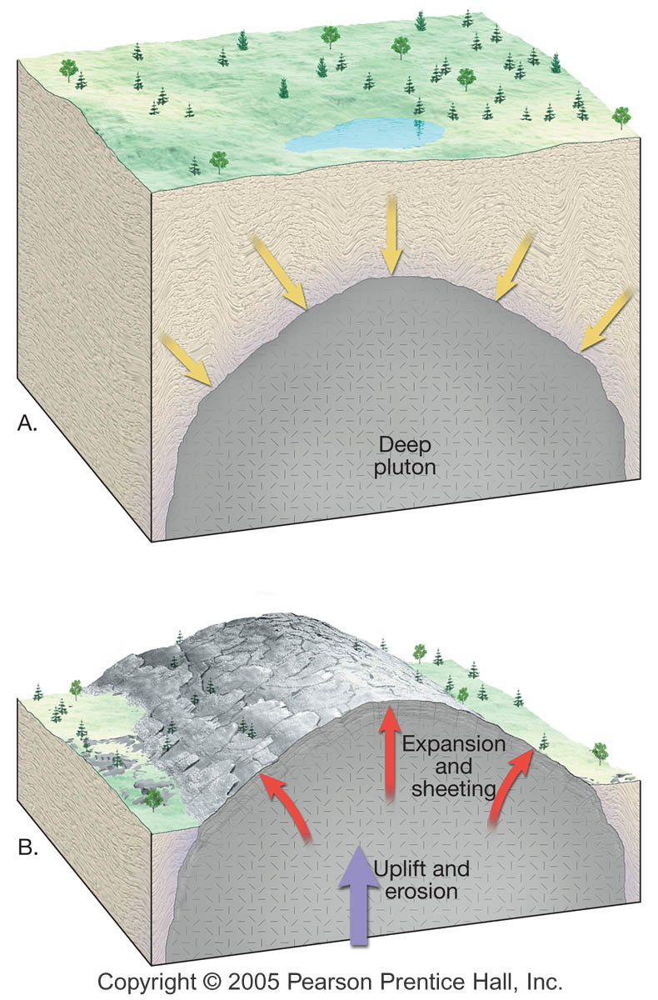 A.
Deep
pluton
Expansion
and
sheeting
B.
Uplift and
erosion
Copyright © 2005 Pearson Prentice Hall, Inc.